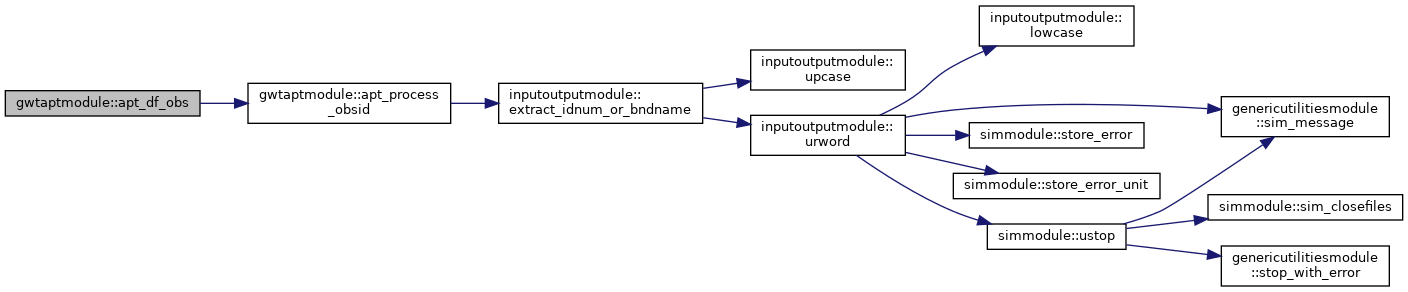 gwtaptmodule::apt_df_obs
gwtaptmodule::apt_process
_obsid
inputoutputmodule::
extract_idnum_or_bndname
inputoutputmodule::
upcase
inputoutputmodule::
urword
inputoutputmodule::
lowcase
genericutilitiesmodule
::sim_message
simmodule::store_error
simmodule::store_error_unit
simmodule::ustop
simmodule::sim_closefiles
genericutilitiesmodule
::stop_with_error